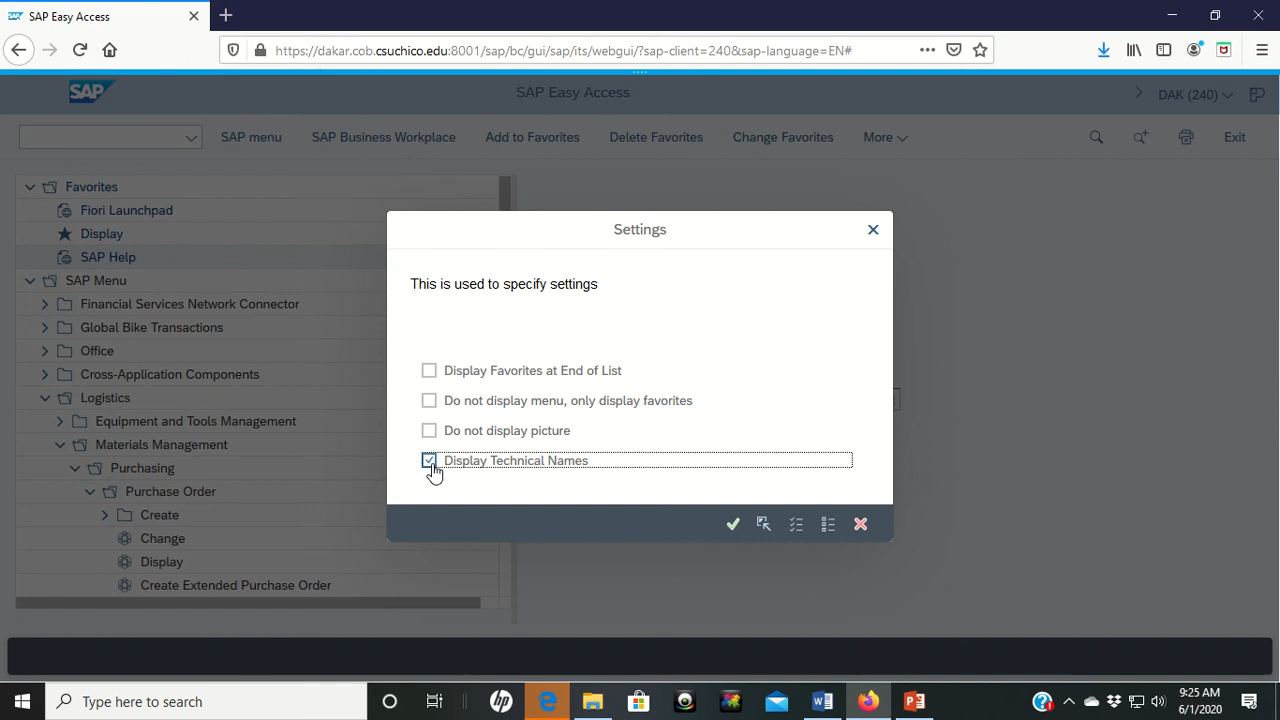 SAP Easy Access
https://dakar.cob.csuchico.edu:8001/sap/bc/gui/sap/its/webgui/?sap-client=240&sap-language=EN#
SAP
SAP Easy Access
DAK (240)
SAP menu
SAP Business Workplace
Add to Favorites
Delete Favorites
Change Favorites
More
Exit
Favorites
Fiori Launchpad
Display
SAP Help
SAP Menu
Financial Services Network Connector
Global Bike Transactions
Office
Cross-Application Components
Logistics
Equipment and Tools Management
Materials Management
Purchasing
Purchase Order
Create
Change
Display
Create Extended Purchase Order
Settings
This is used to specify settings
Display Favorites at End of List
Do not display menu, only display favorites
Do not display picture
Display Technical Names
Type here to search
9:25 AM
6/1/2020